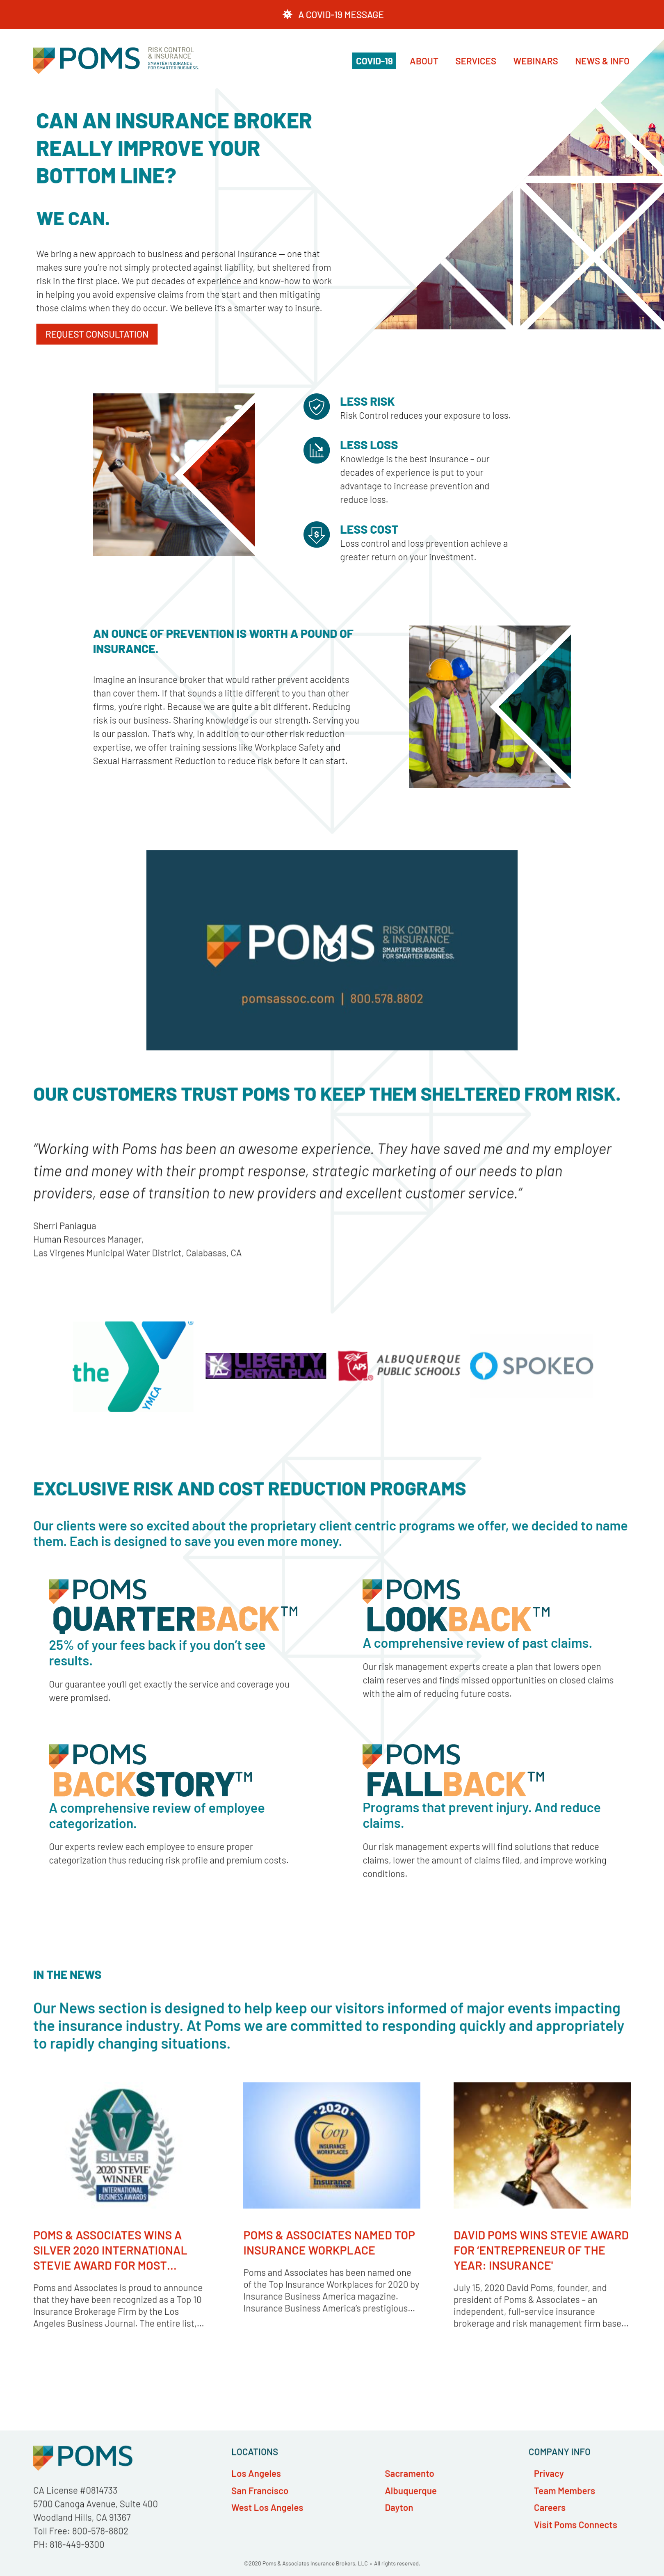 A COVID-19 MESSAGE
POMS
RISK CONTROL
& INSURANCE
SMARTER INSURANCE
FOR SMARTER BUSINESS.
COVID-19
ABOUT
SERVICES
WEBINARS
NEWS & INFO
CAN AN INSURANCE BROKER
REALLY IMPROVE YOUR
BOTTOM LINE?
WE CAN.
We bring a new approach to business and personal insurance — one that
makes sure you're not simply protected against liability, but sheltered from
risk in the first place. We put decades of experience and know-how to work
in helping you avoid expensive claims from the start and then mitigating
those claims when they do occur. We believe it's a smarter way to insure.
REQUEST CONSULTATION
LESS RISK
Risk Control reduces your exposure to loss.
LESS LOSS
Knowledge is the best insurance – our
decades of experience is put to your
advantage to increase prevention and
reduce loss.
LESS COST
Loss control and loss prevention achieve a
greater return on your investment.
AN OUNCE OF PREVENTION IS WORTH A POUND OF
INSURANCE.
Imagine an insurance broker that would rather prevent accidents
than cover them. If that sounds a little different to you than other
firms, you're right. Because we are quite a bit different. Reducing
risk is our business. Sharing knowledge is our strength. Serving you
is our passion. That's why, in addition to our other risk reduction
expertise, we offer training sessions like Workplace Safety and
Sexual Harrassment Reduction to reduce risk before it can start.
POMS
RISK CONTROL
& INSURANCE
SMARTER INSURANCE
FOR SMARTER BUSINESS.
pomsassoc.com | 800.578.8802
OUR CUSTOMERS TRUST POMS TO KEEP THEM SHELTERED FROM RISK.
“Working with Poms has been an awesome experience. They have saved me and my employer
time and money with their prompt response, strategic marketing of our needs to plan
providers, ease of transition to new providers and excellent customer service.”
Sherri Paniagua
Human Resources Manager,
Las Virgenes Municipal Water District, Calabasas, CA
the Y
YMCA
LIBERTY
DENTAL PLAN
APS
ALBUQUERQUE
PUBLIC SCHOOLS
SPOKEO
EXCLUSIVE RISK AND COST REDUCTION PROGRAMS
Our clients were so excited about the proprietary client centric programs we offer, we decided to name
them. Each is designed to save you even more money.
POMS
QUARTERBACK™
25% of your fees back if you don't see
results.
Our guarantee you'll get exactly the service and coverage you
were promised.
POMS
LOOKBACK™
A comprehensive review of past claims.
Our risk management experts create a plan that lowers open
claim reserves and finds missed opportunities on closed claims
with the aim of reducing future costs.
POMS
BACKSTORY™
A comprehensive review of employee
categorization.
Our experts review each employee to ensure proper
categorization thus reducing risk profile and premium costs.
POMS
FALLBACK™
Programs that prevent injury. And reduce
claims.
Our risk management experts will find solutions that reduce
claims, lower the amount of claims filed, and improve working
conditions.
IN THE NEWS
Our News section is designed to help keep our visitors informed of major events impacting
the insurance industry. At Poms we are committed to responding quickly and appropriately
to rapidly changing situations.
SILVER
2020 STEVIE®
WINNER
INTERNATIONAL
BUSINESS AWARDS
POMS & ASSOCIATES WINS A
SILVER 2020 INTERNATIONAL
STEVIE AWARD FOR MOST…
Poms and Associates is proud to announce
that they have been recognized as a Top 10
Insurance Brokerage Firm by the Los
Angeles Business Journal. The entire list,…
2020
Top
INSURANCE
WORKPLACES
Insurance
POMS & ASSOCIATES NAMED TOP
INSURANCE WORKPLACE
Poms and Associates has been named one
of the Top Insurance Workplaces for 2020 by
Insurance Business America magazine.
Insurance Business America's prestigious…
DAVID POMS WINS STEVIE AWARD
FOR 'ENTREPRENEUR OF THE
YEAR: INSURANCE'
July 15, 2020 David Poms, founder, and
president of Poms & Associates – an
independent, full-service insurance
brokerage and risk management firm base…
POMS
CA License #0814733
5700 Canoga Avenue, Suite 400
Woodland Hills, CA 91367
Toll Free: 800-578-8802
PH: 818-449-9300
LOCATIONS
Los Angeles
San Francisco
West Los Angeles
Sacramento
Albuquerque
Dayton
COMPANY INFO
Privacy
Team Members
Careers
Visit Poms Connects
©2020 Poms & Associates Insurance Brokers, LLC • All rights reserved.